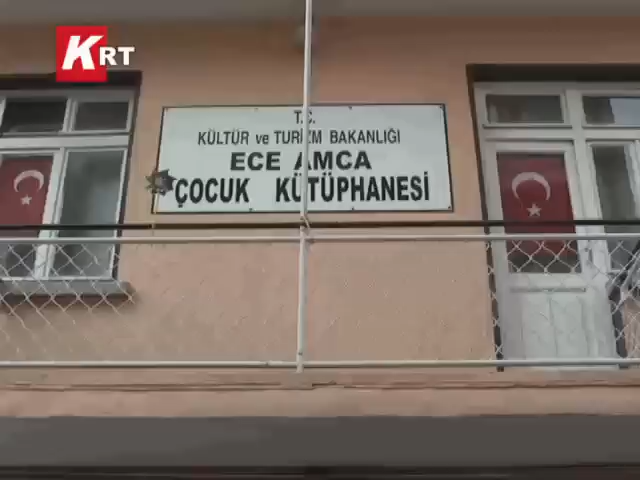 KRT
T.C.
KÜLTÜR ve TURİZM BAKANLIĞI
ECE AMCA
ÇOCUK KÜTÜPHANESİ